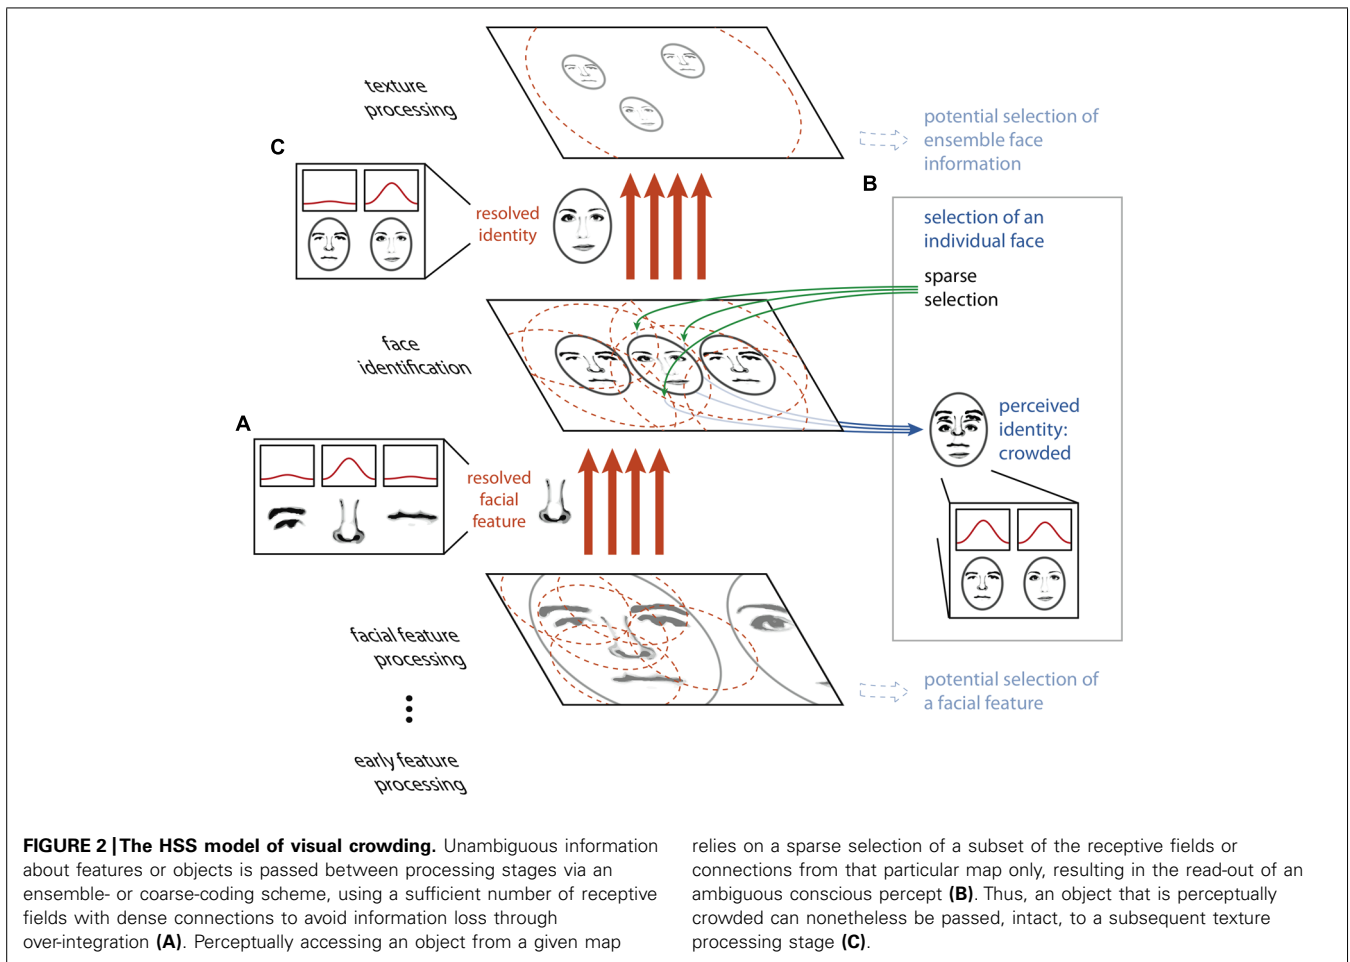 texture
processing
potential selection of
ensemble face
information
C
B
resolved
identity
selection of an
individual face
sparse
selection
face
identification
perceived
identity:
crowded
A
resolved
facial
feature
facial feature
processing
potential selection of
a facial feature
early feature
processing
FIGURE 2 | The HSS model of visual crowding. Unambiguous information
about features or objects is passed between processing stages via an
ensemble- or coarse-coding scheme, using a sufficient number of receptive
fields with dense connections to avoid information loss through
over-integration (A). Perceptually accessing an object from a given map
relies on a sparse selection of a subset of the receptive fields or
connections from that particular map only, resulting in the read-out of an
ambiguous conscious percept (B). Thus, an object that is perceptually
crowded can nonetheless be passed, intact, to a subsequent texture
processing stage (C).